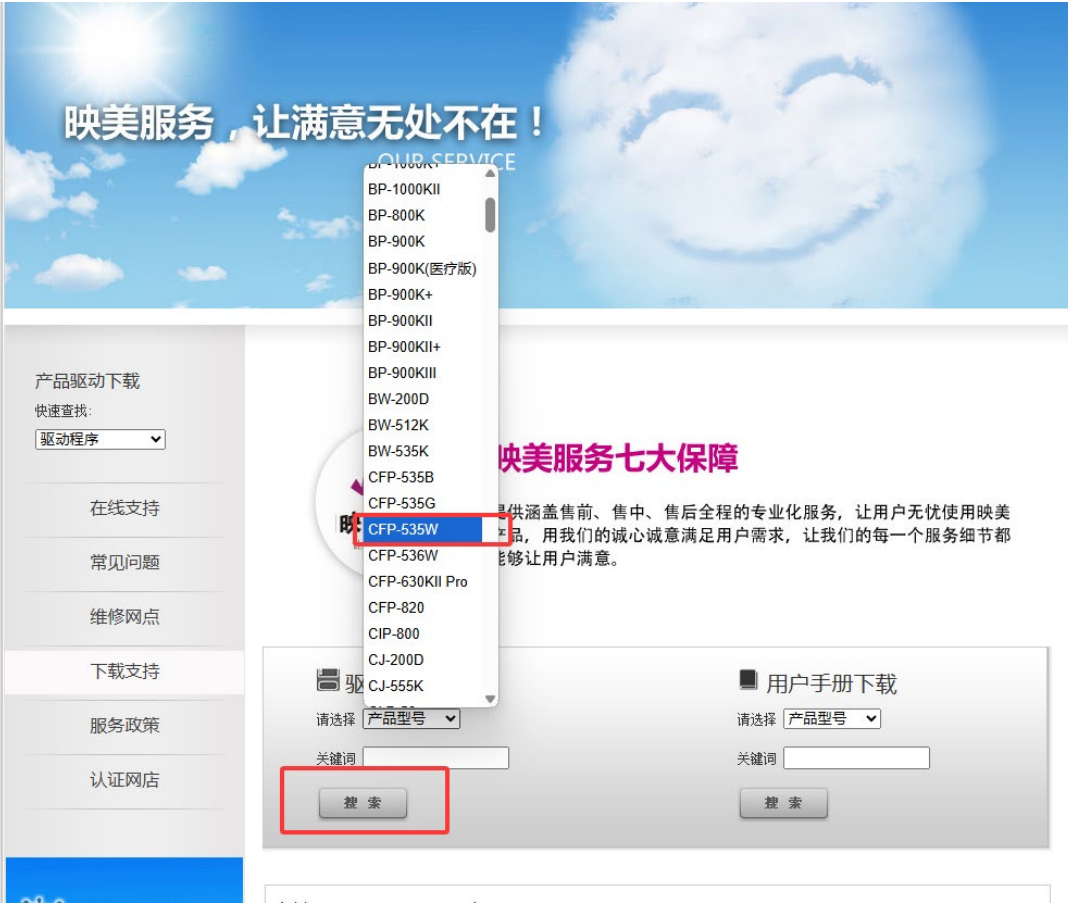 映美服务，让满意无处不在！
OUR SERVICE
BP-1000K+
BP-1000KII
BP-800K
BP-900K
BP-900K(医疗版)
BP-900K+
BP-900KII
BP-900KII+
BP-900KIII
BW-200D
BW-512K
BW-535K
CFP-535B
CFP-535G
CFP-535W
CFP-536W
CFP-630KII Pro
CFP-820
CIP-800
CJ-200D
CJ-555K
产品驱动下载
快速查找:
驱动程序
在线支持
常见问题
维修网点
下载支持
服务政策
认证网店
映美服务七大保障
提供涵盖售前、售中、售后全程的专业化服务，让用户无忧使用映美
产品，用我们的诚心诚意满足用户需求，让我们的每一个服务细节都
能够让用户满意。
映
驱
请选择 产品型号
关键词
搜 索
用户手册下载
请选择 产品型号
关键词
搜 索